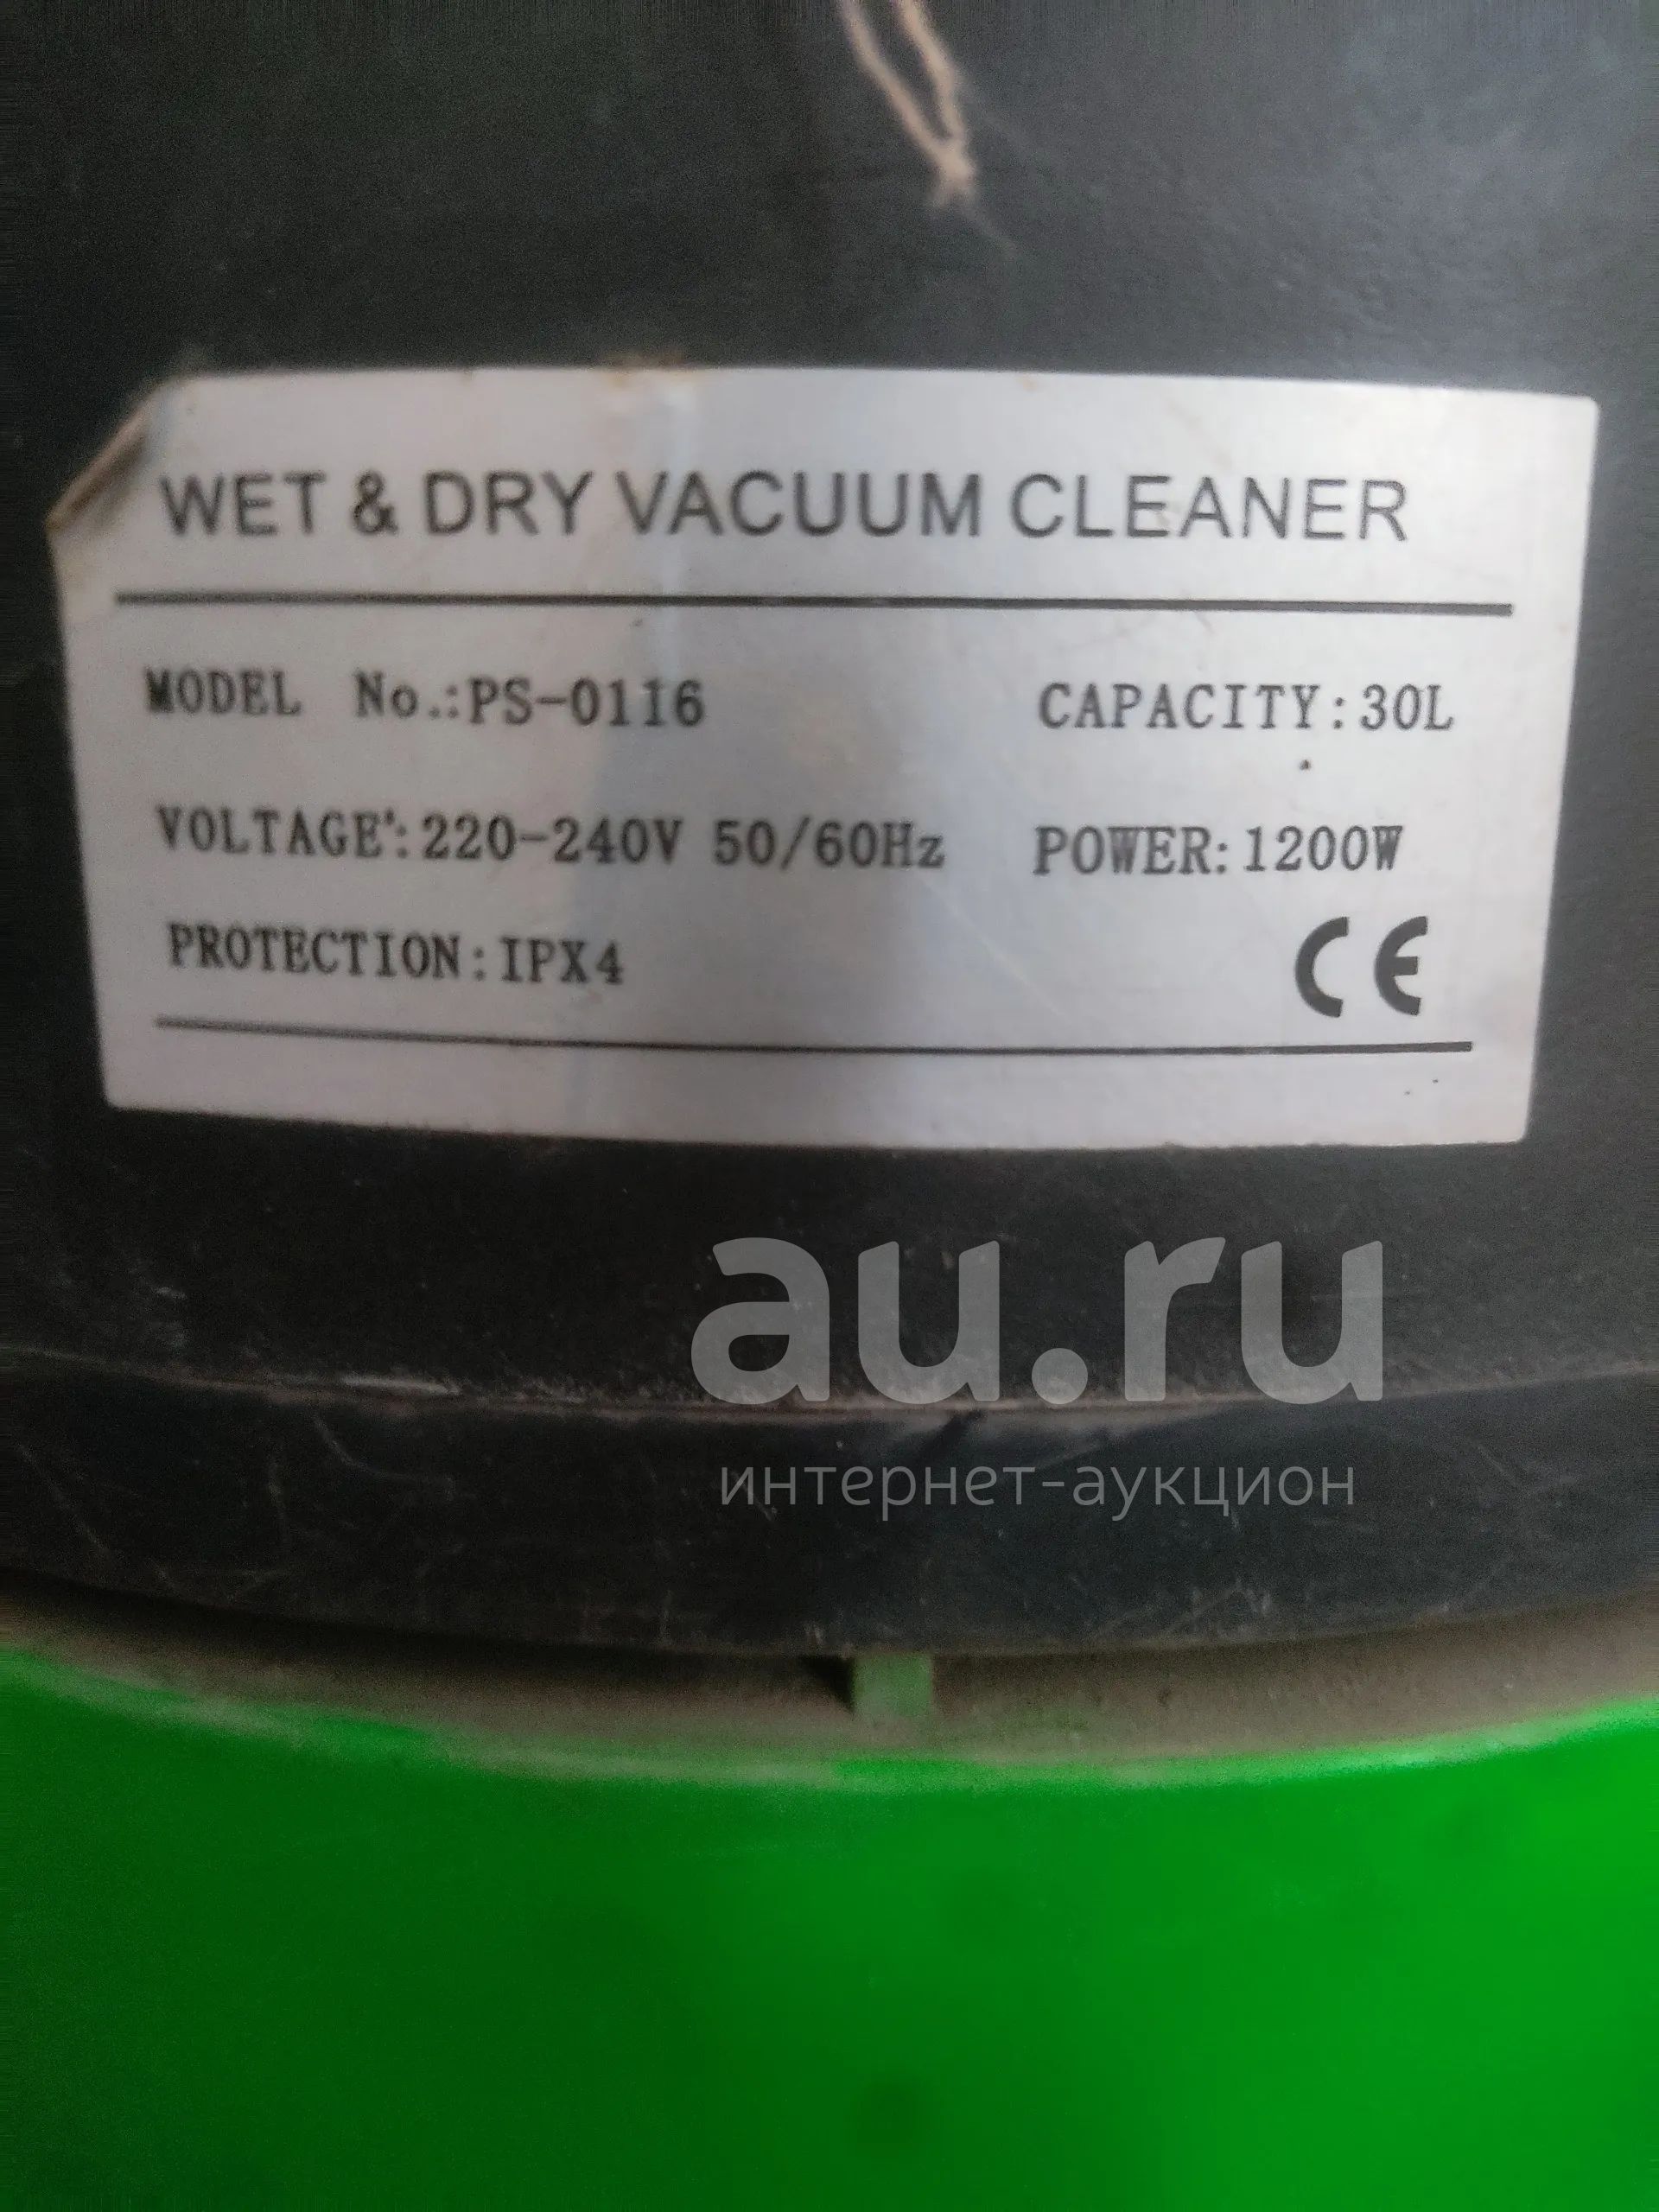 WET & DRY VACUUM CLEANER
MODEL No.:PS-0116 CAPACITY:30L
VOLTAGE:220-240V 50/60Hz POWER:1200W
PROTECTION:IPX4 CE
au.ru
интернет-аукцион